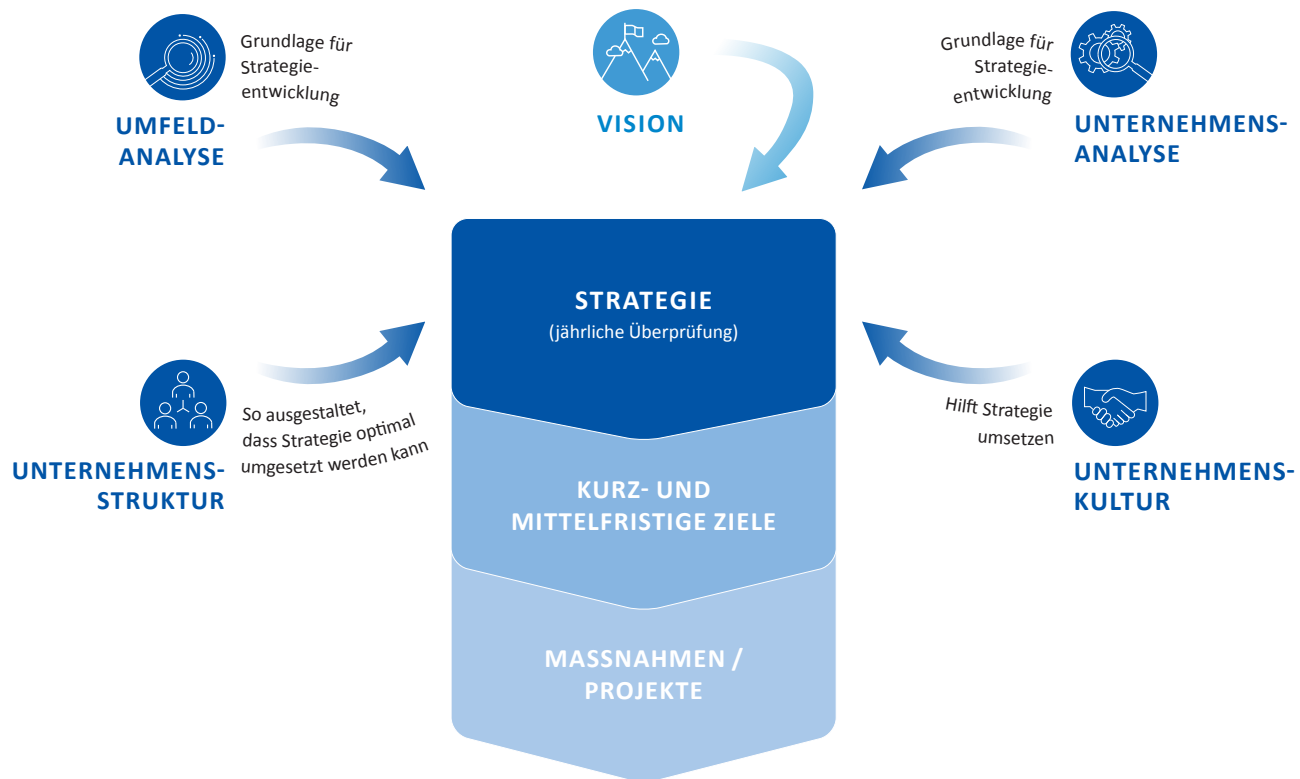 Grundlage für
Strategie-
entwicklung
UMFELD-
ANALYSE
VISION
Grundlage für
Strategie-
entwicklung
UNTERNEHMENS-
ANALYSE
STRATEGIE
(jährliche Überprüfung)
So ausgestaltet,
dass Strategie optimal
umgesetzt werden kann
UNTERNEHMENS-
STRUKTUR
Hilft Strategie
umsetzen
UNTERNEHMENS-
KULTUR
KURZ- UND
MITTELFRISTIGE ZIELE
MASSNAHMEN /
PROJEKTE